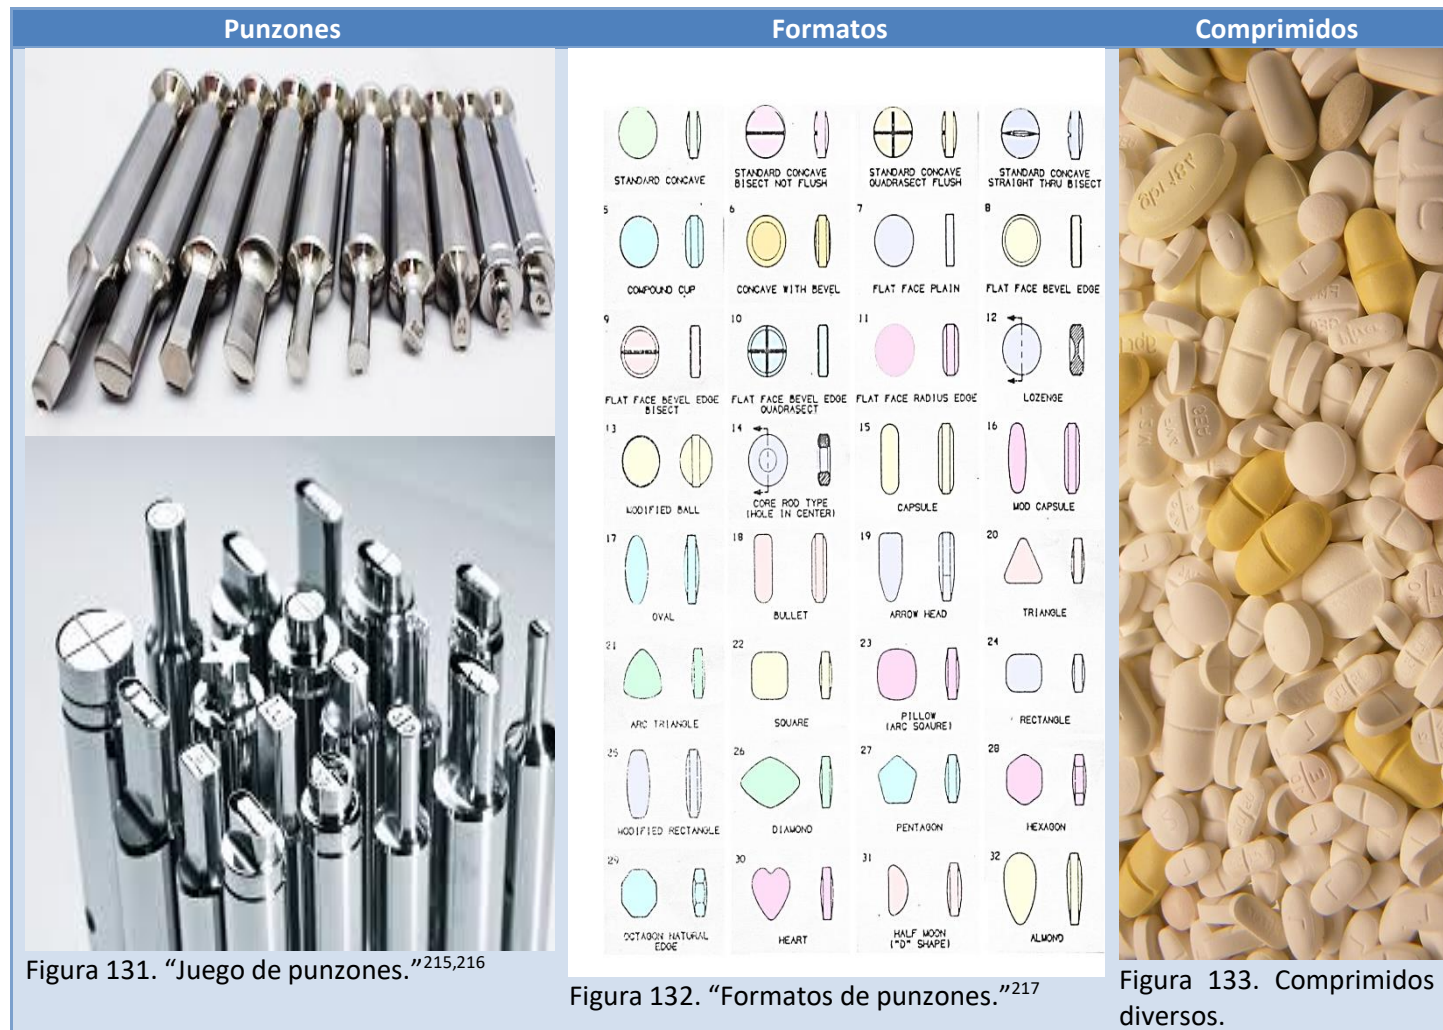 Punzones
Formatos
Comprimidos
STANDARD CONCAVE
STANDARD CONCAVE
BISECT NOT FLUSH
STANDARD CONCAVE
QUADRASECT FLUSH
STANDARD CONCAVE
STRAIGHT THRU BISECT
5
COMPOUND CUP
6
CONCAVE WITH BEVEL
7
FLAT FACE PLAIN
8
FLAT FACE BEVEL EDGE
9
FLAT FACE BEVEL EDGE
BISECT
10
FLAT FACE BEVEL EDGE
QUADRASECT
11
FLAT FACE RADIUS EDGE
12
LOZENGE
13
MODIFIED BALL
14
CORE ROD TYPE
(HOLE IN CENTER)
15
CAPSULE
16
MOD CAPSULE
17
OVAL
18
BULLET
19
ARROW HEAD
20
TRIANGLE
21
ARC TRIANGLE
22
SQUARE
23
PILLOW
(ARC SQAURE)
24
RECTANGLE
25
MODIFIED RECTANGLE
26
DIAMOND
27
PENTAGON
28
HEXAGON
29
OCTAGON NATURAL
EDGE
30
HEART
31
HALF MOON
("D" SHAPE)
32
ALMOND
Figura 131. “Juego de punzones.”215,216
Figura 132. “Formatos de punzones.”217
Figura 133. Comprimidos
diversos.